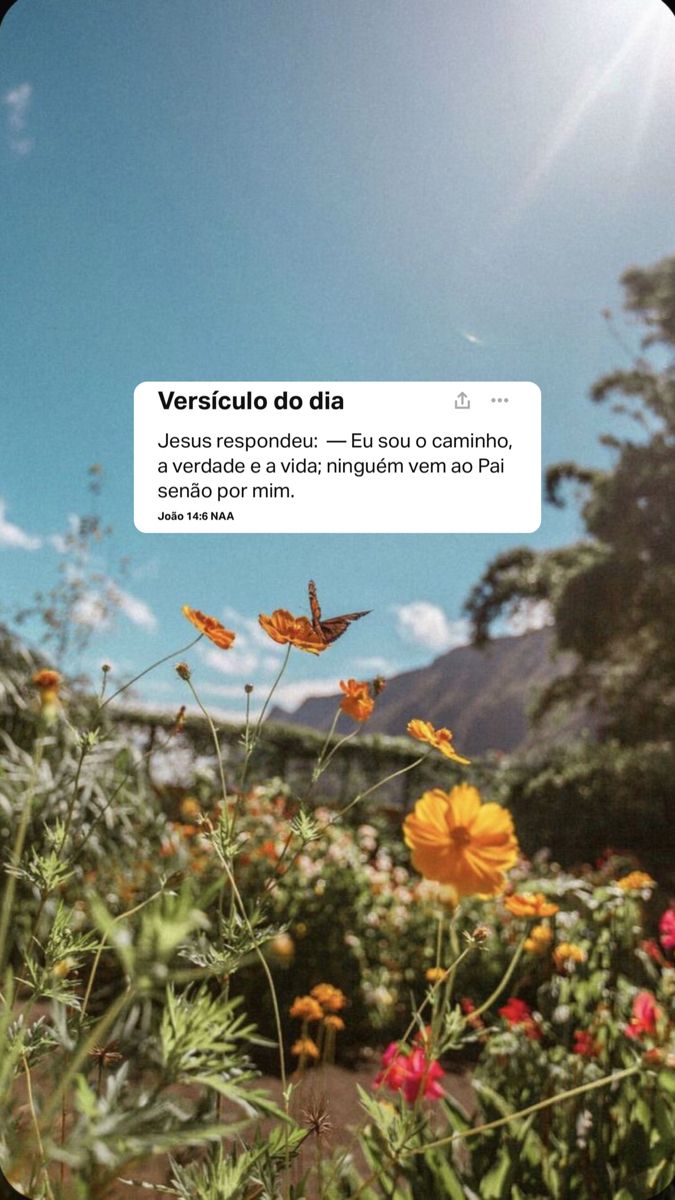 Versículo do dia
Jesus respondeu: — Eu sou o caminho,
a verdade e a vida; ninguém vem ao Pai
senão por mim.
João 14:6 NAA